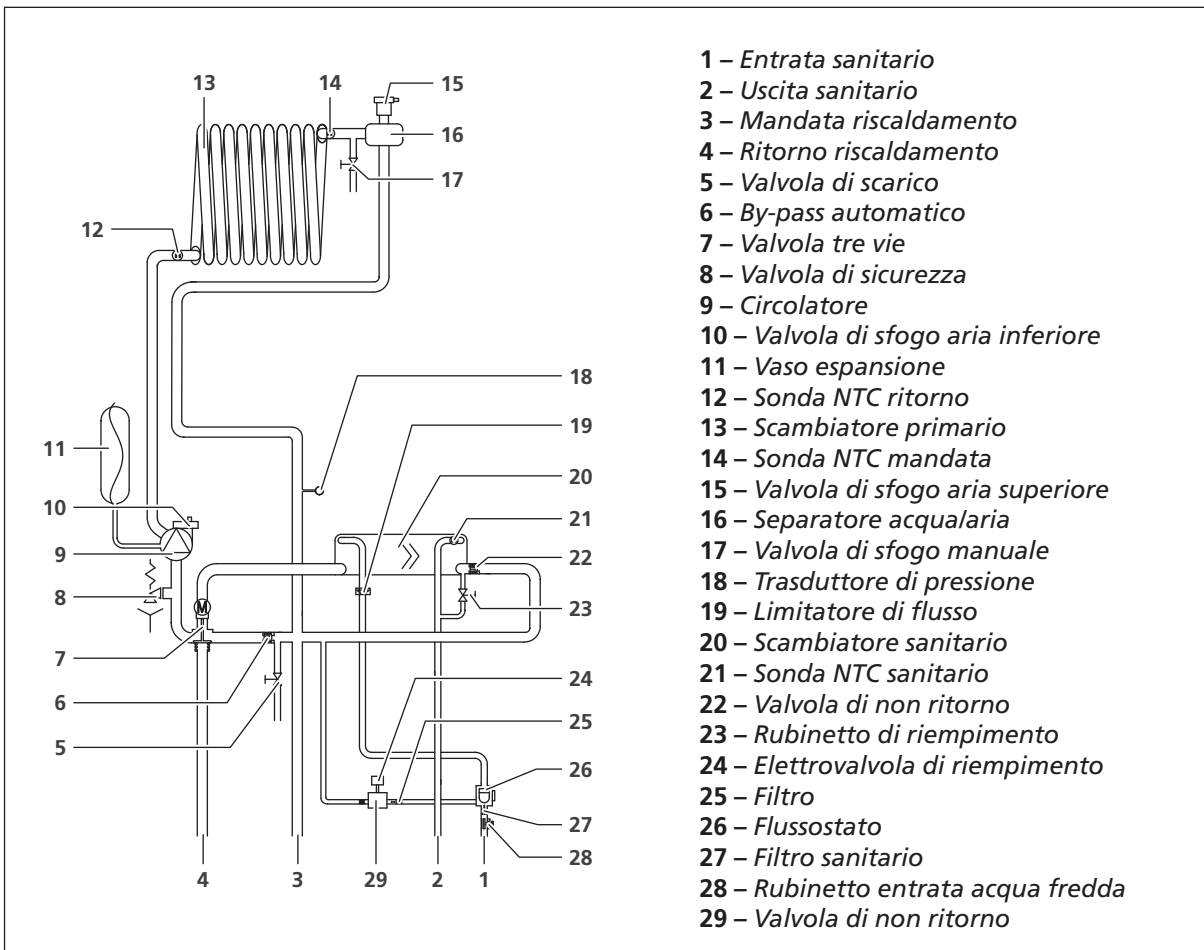 13
14
15
16
17
12
18
19
11
20
10
21
9
22
8
23
M
7
24
6
25
5
26
27
28
4
3
29
2
1
1 – Entrata sanitario
2 – Uscita sanitario
3 – Mandata riscaldamento
4 – Ritorno riscaldamento
5 – Valvola di scarico
6 – By-pass automatico
7 – Valvola tre vie
8 – Valvola di sicurezza
9 – Circolatore
10 – Valvola di sfogo aria inferiore
11 – Vaso espansione
12 – Sonda NTC ritorno
13 – Scambiatore primario
14 – Sonda NTC mandata
15 – Valvola di sfogo aria superiore
16 – Separatore acqualaria
17 – Valvola di sfogo manuale
18 – Trasduttore di pressione
19 – Limitatore di flusso
20 – Scambiatore sanitario
21 – Sonda NTC sanitario
22 – Valvola di non ritorno
23 – Rubinetto di riempimento
24 – Elettrovalvola di riempimento
25 – Filtro
26 – Flussostato
27 – Filtro sanitario
28 – Rubinetto entrata acqua fredda
29 – Valvola di non ritorno